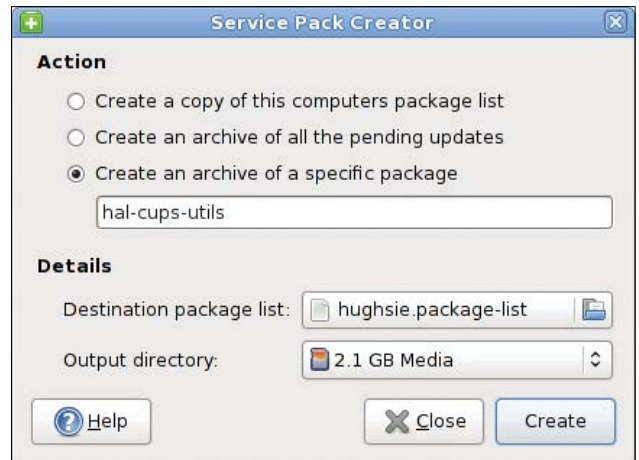 Service Pack Creator
Action
Create a copy of this computers package list
Create an archive of all the pending updates
Create an archive of a specific package
hal-cups-utils
Details
Destination package list: hughsie.package-list
Output directory: 2.1 GB Media
Help Close Create